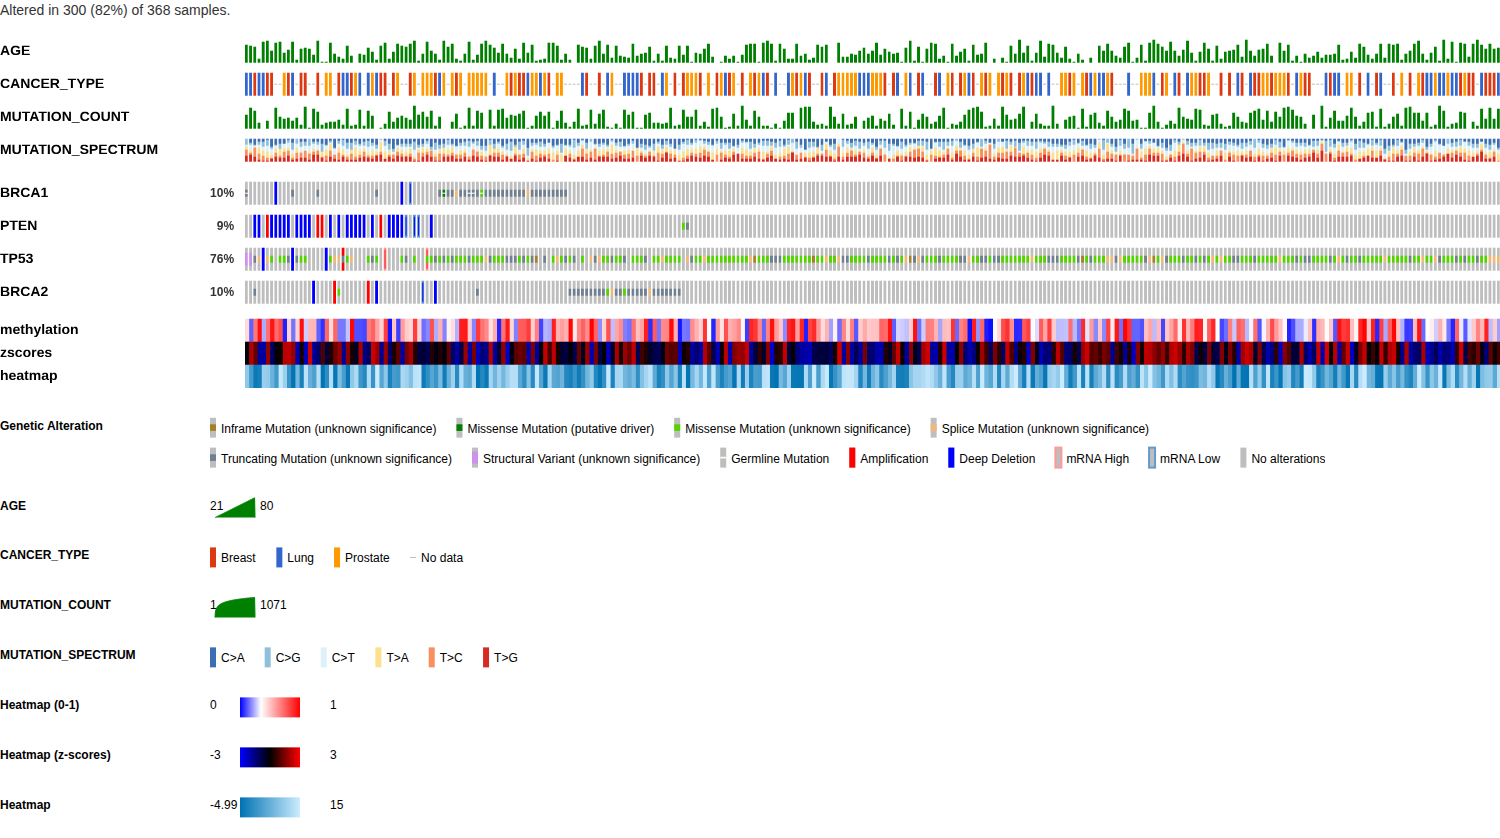 Altered in 300 (82%) of 368 samples.
AGE
CANCER_TYPE
MUTATION_COUNT
MUTATION_SPECTRUM
BRCA1 10%
PTEN 9%
TP53 76%
BRCA2 10%
methylation
zscores
heatmap
Genetic Alteration Inframe Mutation (unknown significance) Missense Mutation (putative driver) Missense Mutation (unknown significance) Splice Mutation (unknown significance)
Truncating Mutation (unknown significance) Structural Variant (unknown significance) Germline Mutation Amplification Deep Deletion mRNA High mRNA Low No alterations
AGE 21 80
CANCER_TYPE Breast Lung Prostate No data
MUTATION_COUNT 1 1071
MUTATION_SPECTRUM C>A C>G C>T T>A T>C T>G
Heatmap (0-1) 0 1
Heatmap (z-scores) -3 3
Heatmap -4.99 15